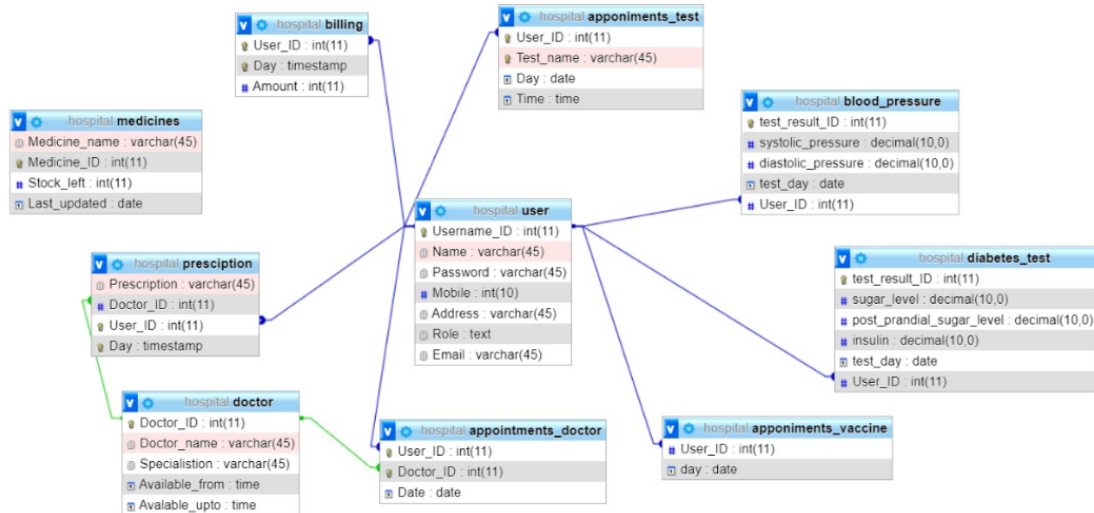 hospital billing
User_ID : int(11)
Day : timestamp
Amount : int(11)
hospital apponiments_test
User_ID : int(11)
Test_name : varchar(45)
Day : date
Time : time
hospital medicines
Medicine_name : varchar(45)
Medicine_ID : int(11)
Stock_left : int(11)
Last_updated : date
hospital blood_pressure
test_result_ID : int(11)
systolic_pressure : decimal(10,0)
diastolic_pressure : decimal(10,0)
test_day : date
User_ID : int(11)
hospital user
Username_ID : int(11)
Name : varchar(45)
Password : varchar(45)
Mobile : int(10)
Address : varchar(45)
Role : text
Email : varchar(45)
hospital presciption
Prescription : varchar(45)
Doctor_ID : int(11)
User_ID : int(11)
Day : timestamp
hospital diabetes_test
test_result_ID : int(11)
sugar_level : decimal(10,0)
post_prandial_sugar_level : decimal(10,0)
insulin : decimal(10,0)
test_day : date
User_ID : int(11)
hospital doctor
Doctor_ID : int(11)
Doctor_name : varchar(45)
Specialistion : varchar(45)
Available_from : time
Avalable_upto : time
hospital appointments_doctor
User_ID : int(11)
Doctor_ID : int(11)
Date : date
hospital apponiments_vaccine
User_ID : int(11)
day : date